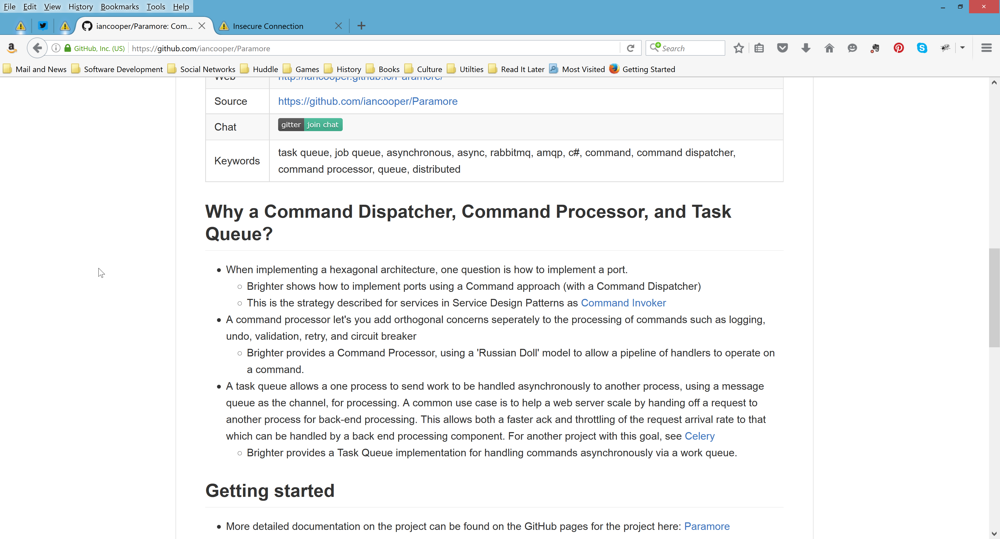 File Edit View History Bookmarks Tools Help
iancooper/Paramore: Com... Insecure Connection
GitHub, Inc. (US) https://github.com/iancooper/Paramore Search
Mail and News Software Development Social Networks Huddle Games History Books Culture Utilties Read It Later Most Visited Getting Started
Web http://iancooper.github.io/Paramore/
Source https://github.com/iancooper/Paramore
Chat gitter join chat
Keywords task queue, job queue, asynchronous, async, rabbitmq, amqp, c#, command, command dispatcher,
command processor, queue, distributed
Why a Command Dispatcher, Command Processor, and Task
Queue?
When implementing a hexagonal architecture, one question is how to implement a port.
Brighter shows how to implement ports using a Command approach (with a Command Dispatcher)
This is the strategy described for services in Service Design Patterns as Command Invoker
A command processor let's you add orthogonal concerns seperately to the processing of commands such as logging,
undo, validation, retry, and circuit breaker
Brighter provides a Command Processor, using a 'Russian Doll' model to allow a pipeline of handlers to operate on
a command.
A task queue allows a one process to send work to be handled asynchronously to another process, using a message
queue as the channel, for processing. A common use case is to help a web server scale by handing off a request to
another process for back-end processing. This allows both a faster ack and throttling of the request arrival rate to that
which can be handled by a back end processing component. For another project with this goal, see Celery
Brighter provides a Task Queue implementation for handling commands asynchronously via a work queue.
Getting started
More detailed documentation on the project can be found on the GitHub pages for the project here: Paramore